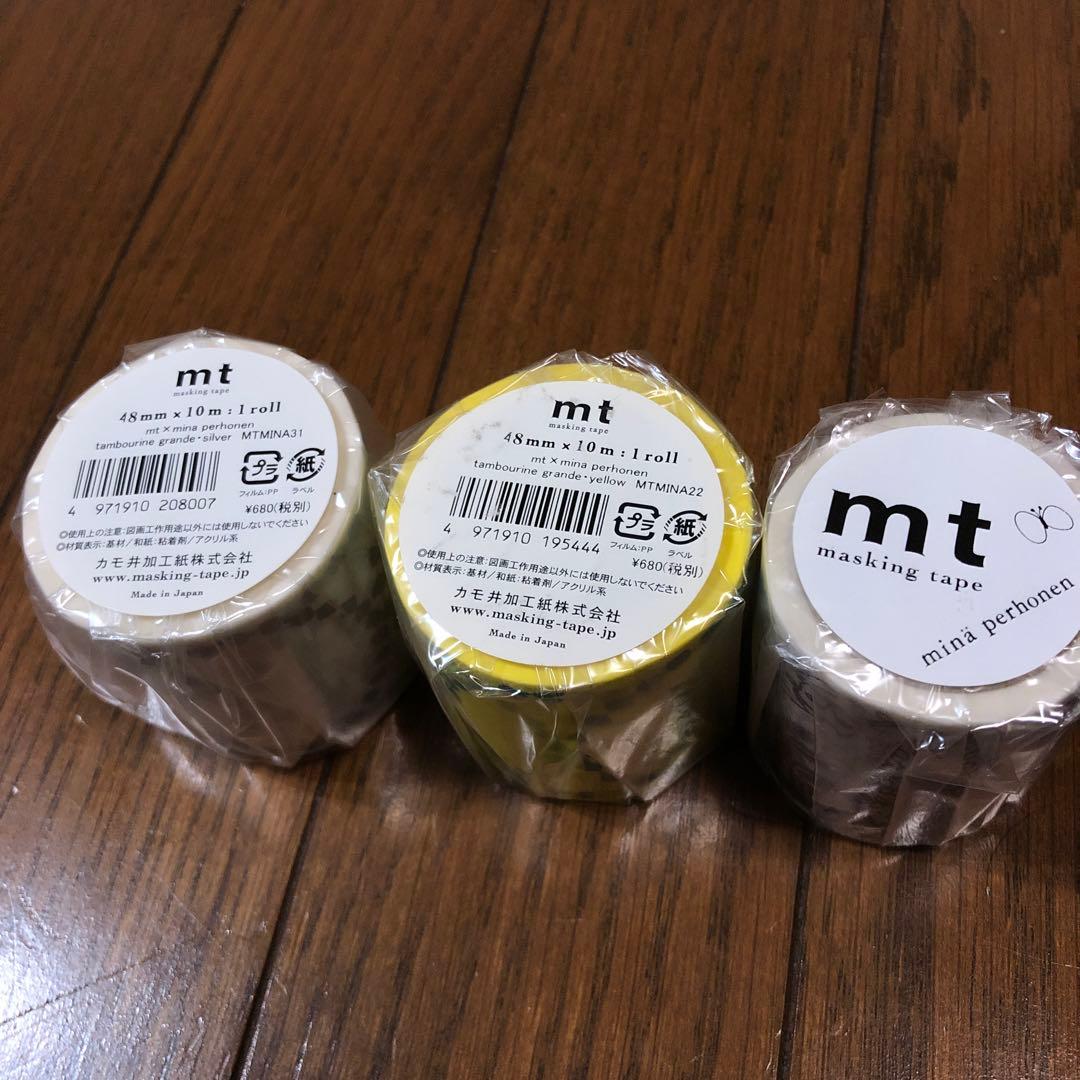 mt
masking tape
48mm × 10m : 1 roll
mt × mina perhonen
tambourine grande・silver MTMINA31
4 971910 208007
プラ
フィルム:PP
紙
ラベル
¥680(税別)
◎使用上の注意:図画工作用途以外には使用しないでください
◎材質表示:基材/和紙:粘着剤/アクリル系
カモ井加工紙株式会社
www.masking-tape.jp
Made in Japan
mt
masking tape
48mm × 10m : 1 roll
mt × mina perhonen
tambourine grande・yellow MTMINA22
4 971910 195444
プラ
フィルム:PP
紙
ラベル
¥680(税別)
◎使用上の注意:図画工作用途以外には使用しないでください
◎材質表示:基材/和紙:粘着剤/アクリル系
カモ井加工紙株式会社
www.masking-tape.jp
Made in Japan
mt
masking tape
minä perhonen